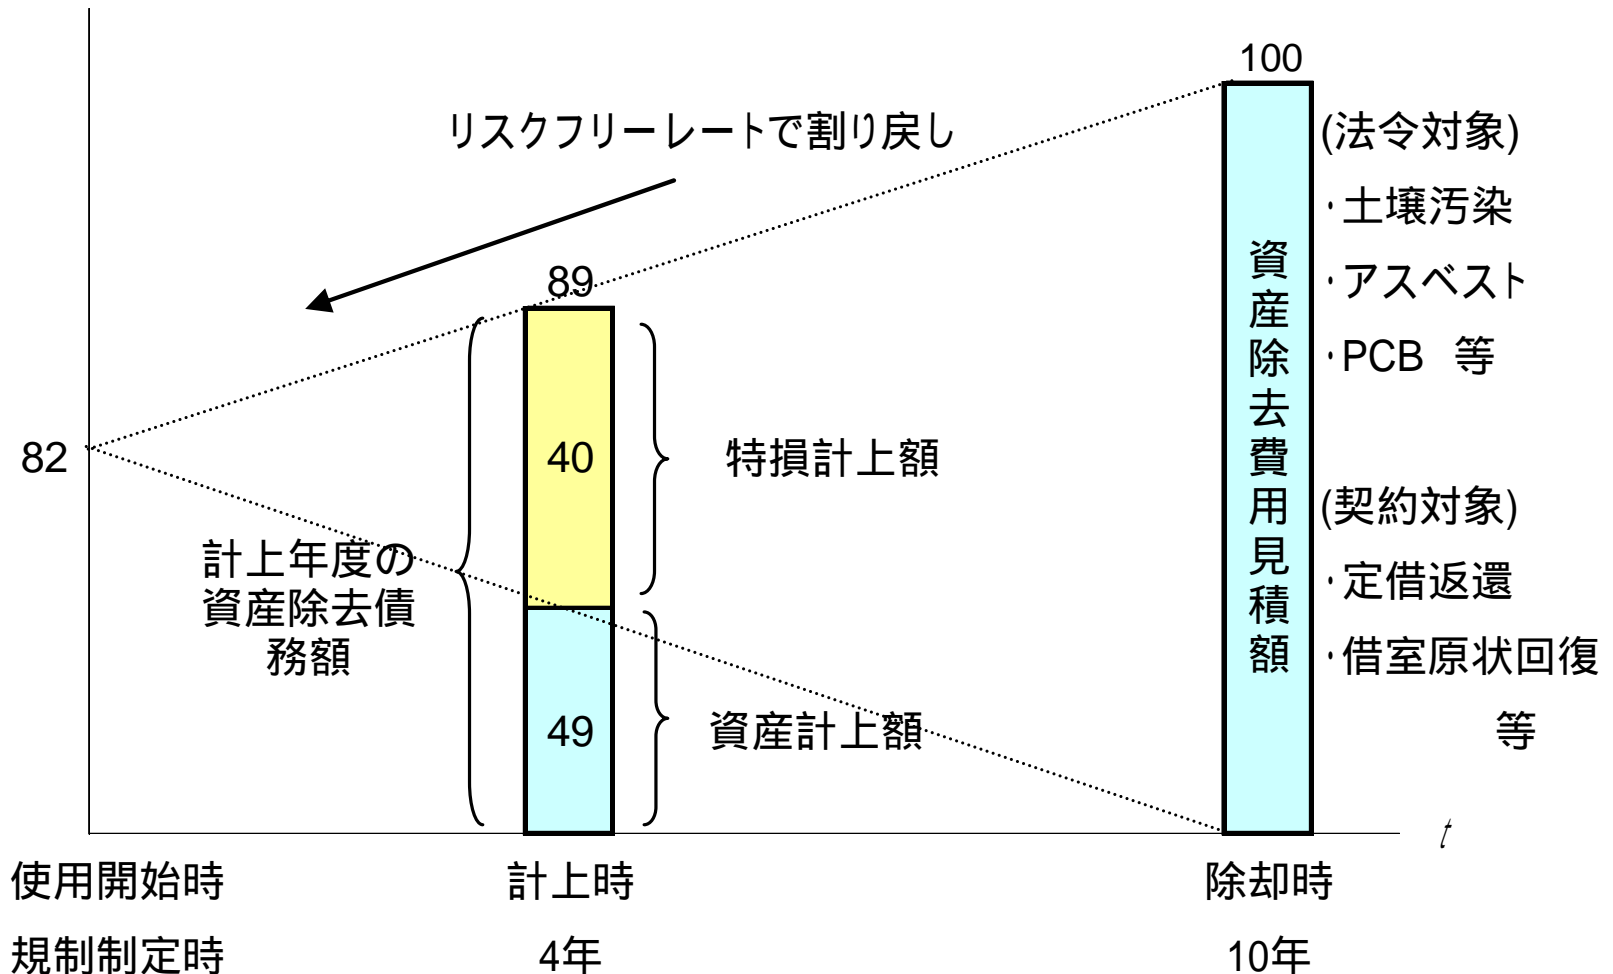 100
リスクフリーレートで割り戻し
(法令対象)
・土壌汚染
・アスベスト
・PCB 等
89
資産除去費用見積額
82
40
特損計上額
(契約対象)
・定借返還
・借室原状回復
等
計上年度の
資産除去債
務額
49
資産計上額
t
使用開始時
計上時
除却時
規制制定時
4年
10年